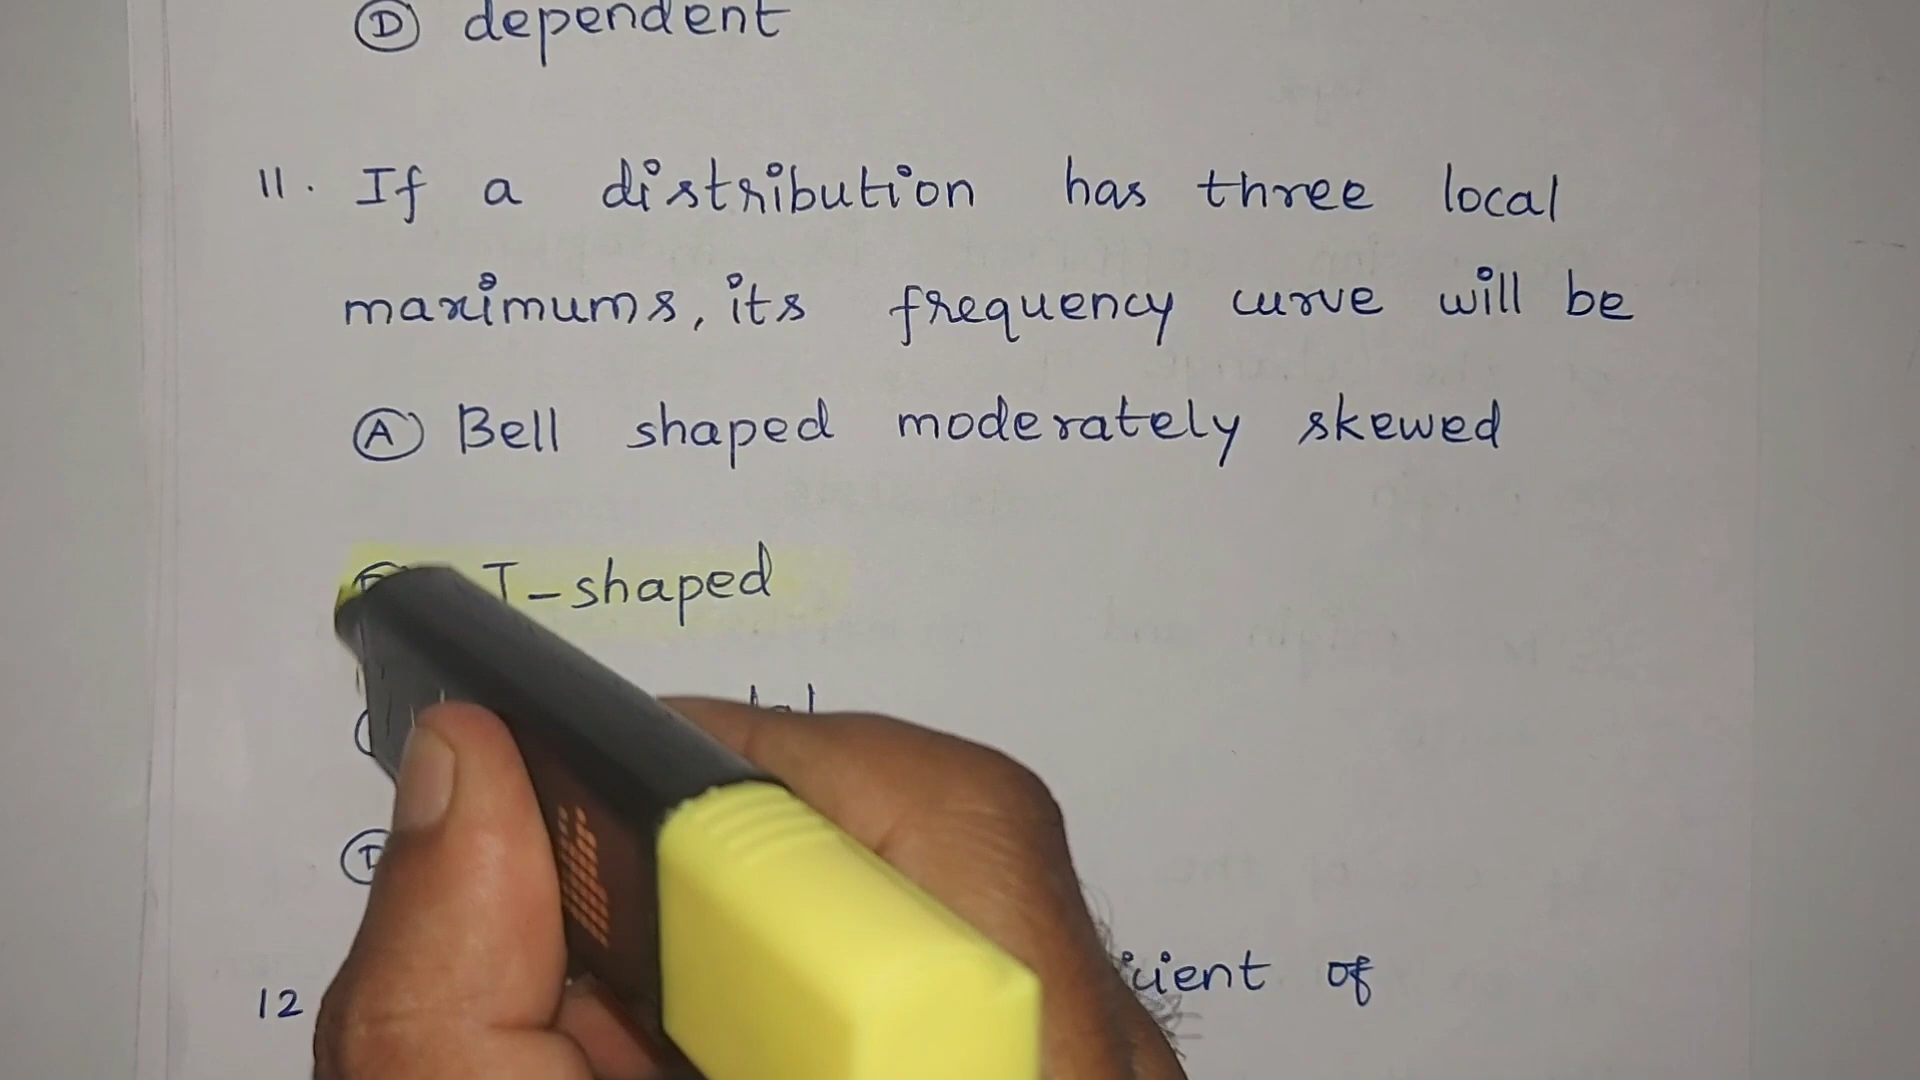 D dependent
11. If a distribution has three local
maximums, its frequency curve will be
A Bell shaped moderately skewed
-shaped
D
12
of